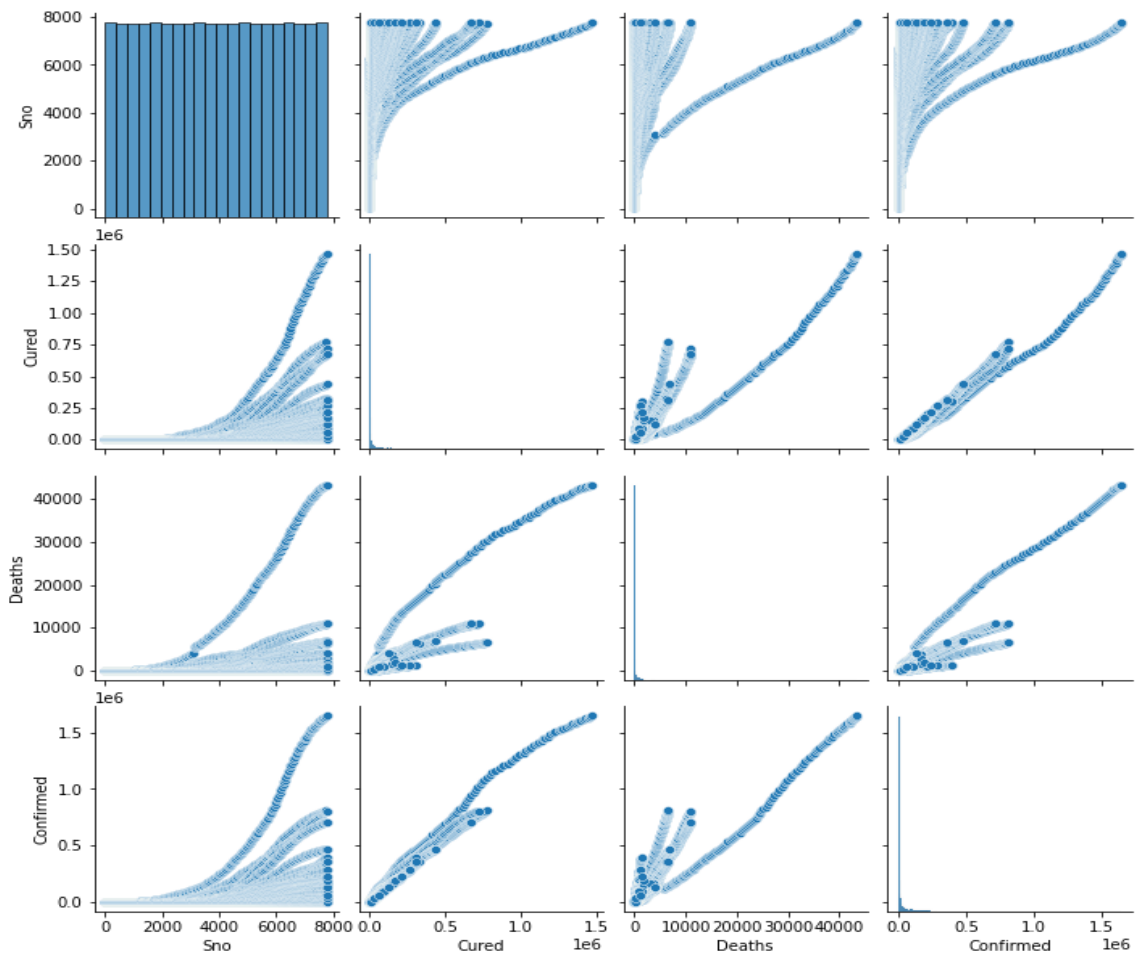 8000
6000
4000
2000
0
Sno
1e6
1.50
1.25
1.00
0.75
0.50
0.25
0.00
Cured
40000
30000
20000
10000
0
Deaths
1e6
1.5
1.0
0.5
0.0
Confirmed
0 2000 4000 6000 8000
Sno
0.0 0.5 1.0 1.5
1e6
Cured
0 10000 20000 30000 40000
Deaths
0.0 0.5 1.0 1.5
1e6
Confirmed